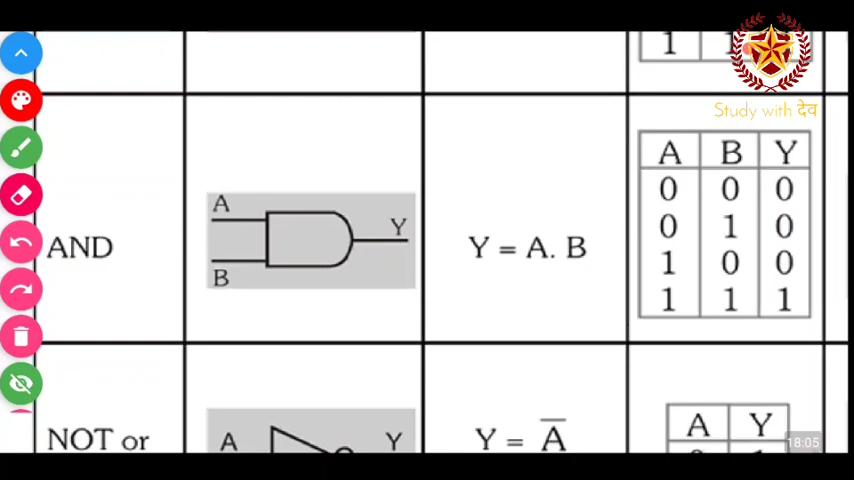 1 1
Study with देव
A B Y
0 0 0
0 1 0
1 0 0
1 1 1
AND
A
B
Y
Y = A. B
NOT or
A Y
Y = A̅
A Y
18:05